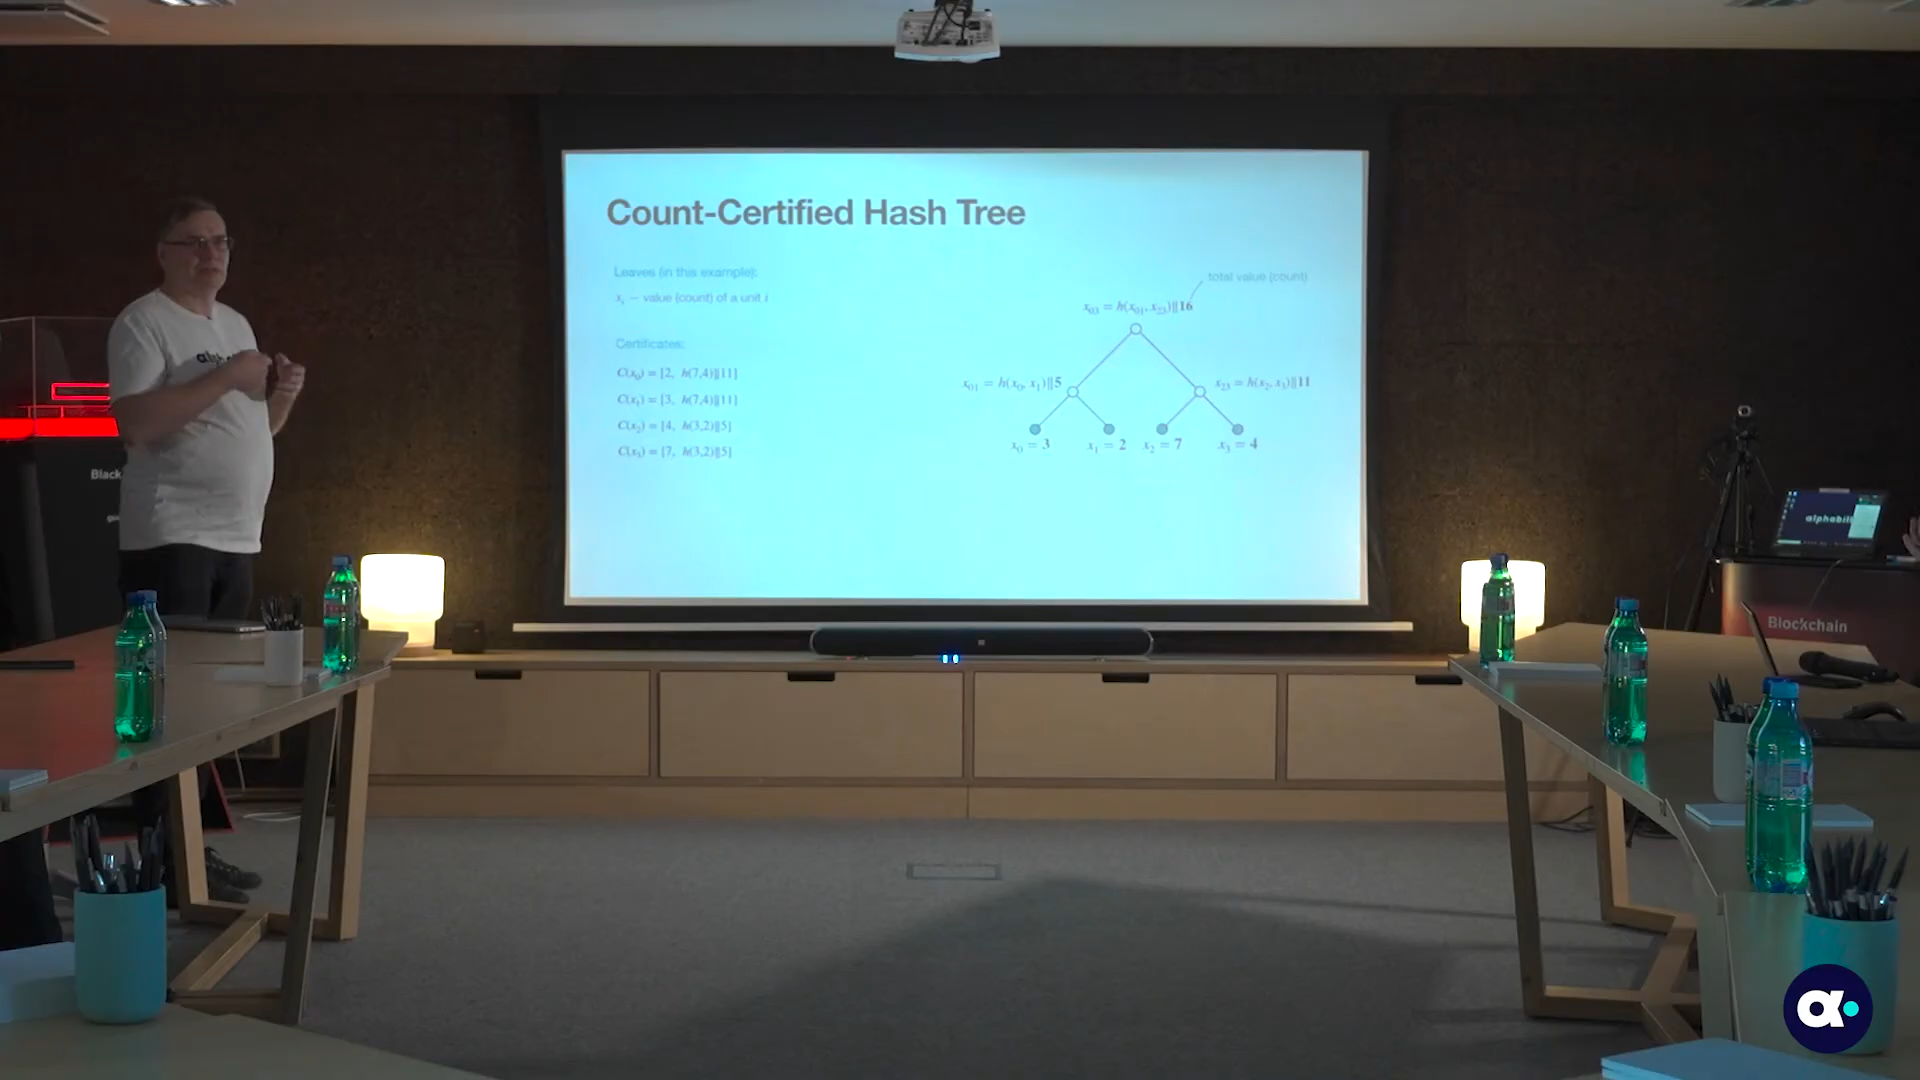 Count-Certified Hash Tree
Leaves (in this example):
xᵢ – value (count) of a unit i
Certificates:
C(x₀) = [2, h(7,4)||11]
C(x₁) = [3, h(7,4)||11]
C(x₂) = [4, h(3,2)||5]
C(x₃) = [7, h(3,2)||5]
total value (count)
x₀₃ = h(x₀₁, x₂₃)||16
x₀₁ = h(x₀, x₁)||5
x₂₃ = h(x₂, x₃)||11
x₀ = 3
x₁ = 2
x₂ = 7
x₃ = 4
Blockchain
α